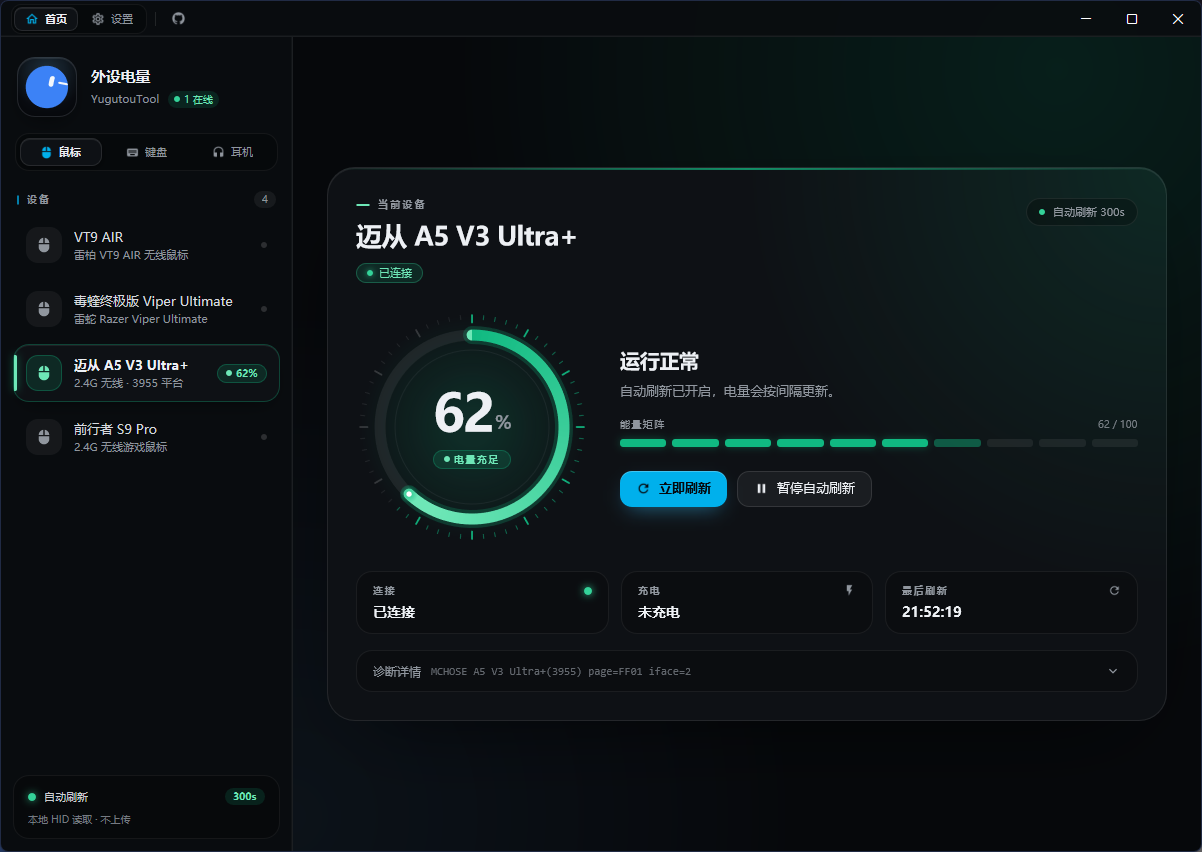 首页 设置
外设电量
YugutouTool 1 在线
鼠标 键盘 耳机
设备 4
VT9 AIR
雷柏 VT9 AIR 无线鼠标
毒蝰终极版 Viper Ultimate
雷蛇 Razer Viper Ultimate
迈从 A5 V3 Ultra+
2.4G 无线 · 3955 平台
62%
前行者 S9 Pro
2.4G 无线游戏鼠标
自动刷新 300s
本地 HID 读取 · 不上传
当前设备
自动刷新 300s
迈从 A5 V3 Ultra+
已连接
62%
电量充足
运行正常
自动刷新已开启，电量会按间隔更新。
能量矩阵 62 / 100
立即刷新 暂停自动刷新
连接
已连接
充电
未充电
最后刷新
21:52:19
诊断详情 MCHOSE A5 V3 Ultra+(3955) page=FF01 iface=2